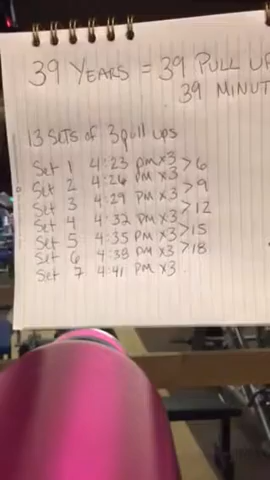 39 YEARS = 39 PULL UP
39 MINUT
13 SETS of 3 pull ups
Set 1 4:23 pm x3 >6
Set 2 4:26 pm x3 >9
Set 3 4:29 pm x3 >12
Set 4 4:32 pm x3 >15
Set 5 4:35 pm x3 >18
Set 6 4:38 pm x3
Set 7 4:41 pm x3